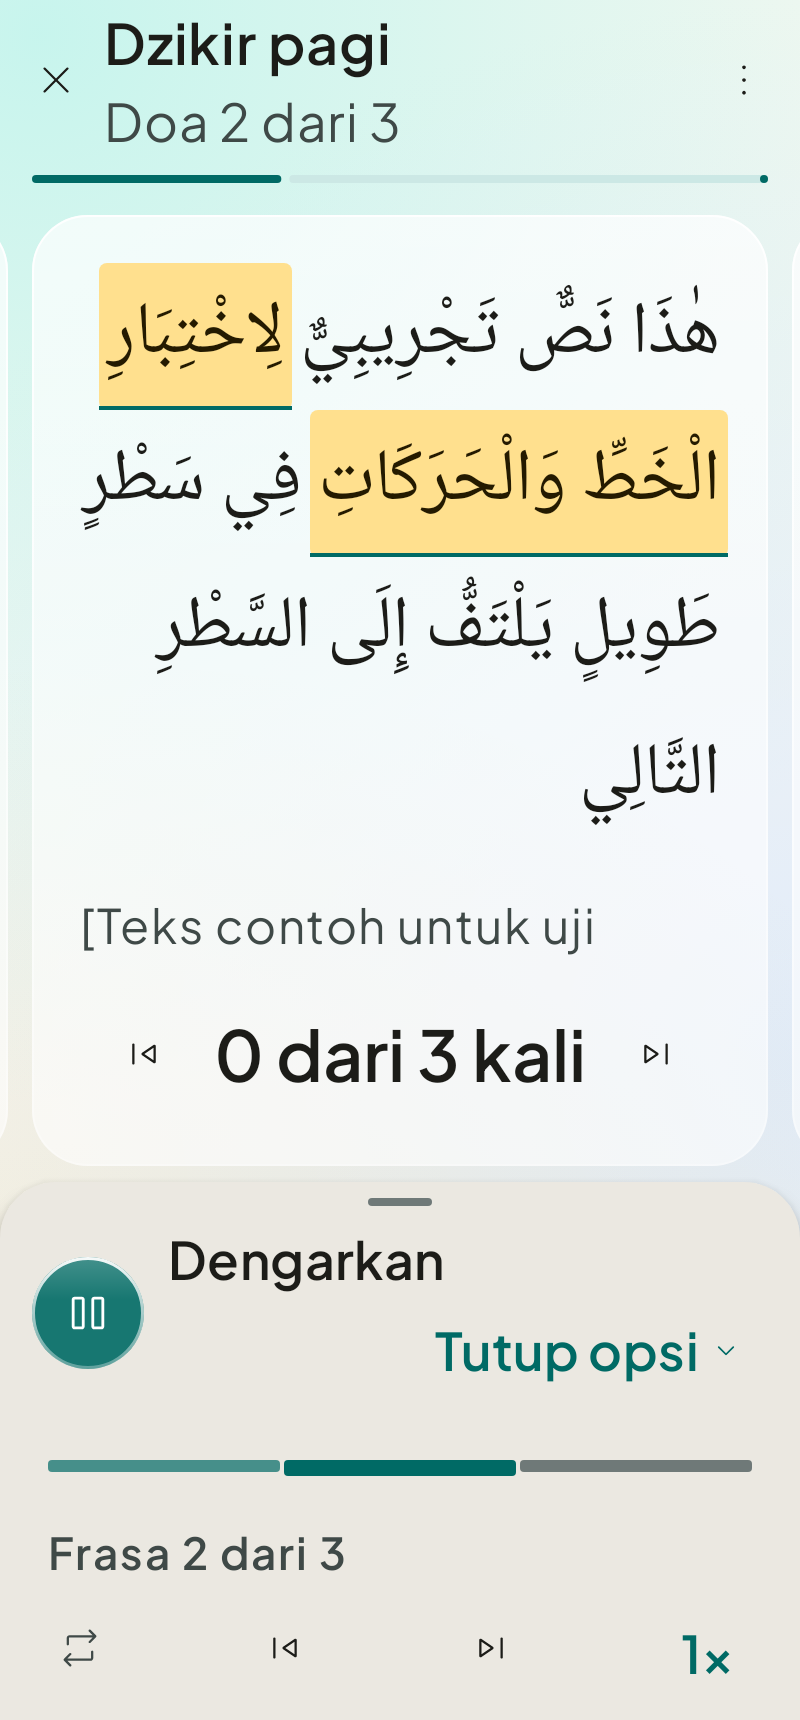 Dzikir pagi
Doa 2 dari 3
هٰذَا نَصٌّ تَجْرِيبِيٌّ لِاخْتِبَارِ
الْخَطِّ وَالْحَرَكَاتِ فِي سَطْرٍ
طَوِيلٍ يَلْتَفُّ إِلَى السَّطْرِ
التَّالِي
[Teks contoh untuk uji
0 dari 3 kali
Dengarkan
Tutup opsi
Frasa 2 dari 3
1×